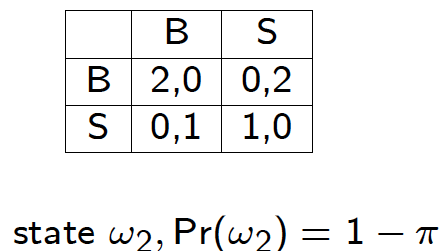 B S
B 2,0 0,2
S 0,1 1,0
state ω₂, Pr(ω₂) = 1 − π